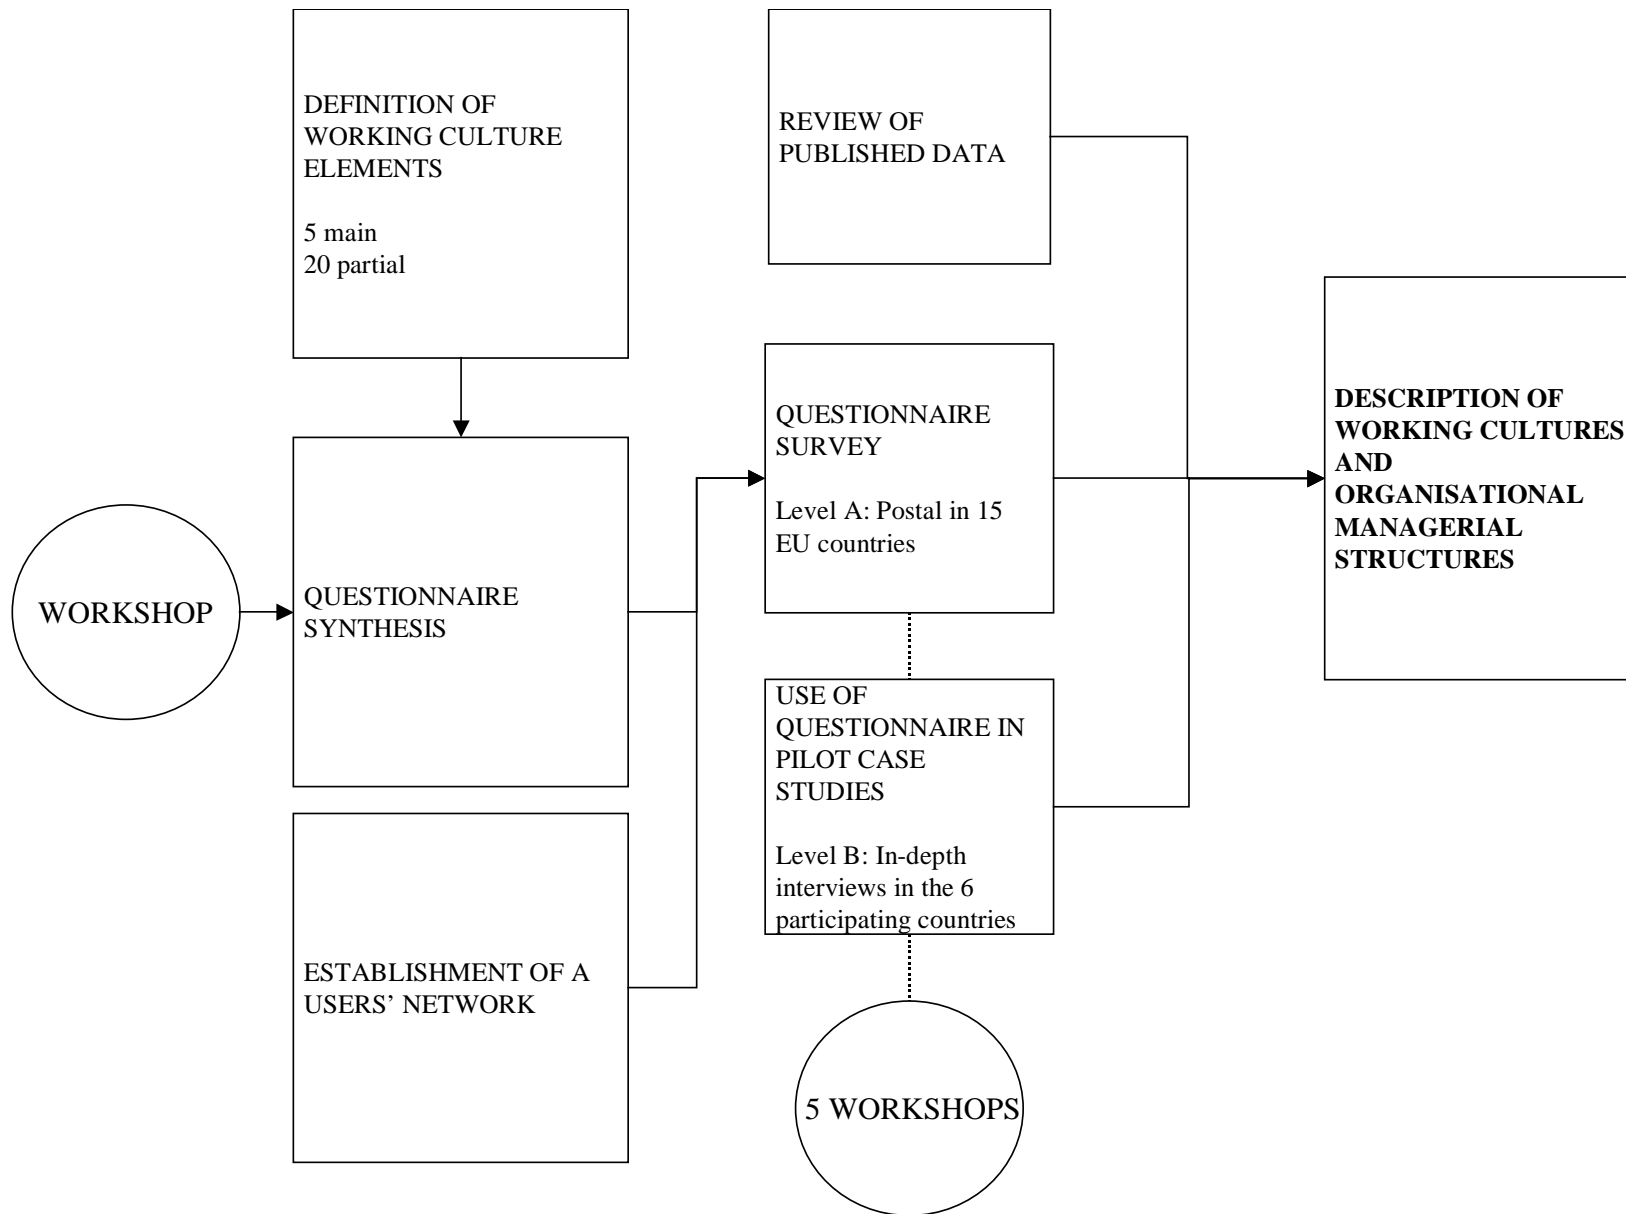 DEFINITION OF
WORKING CULTURE
ELEMENTS
5 main
20 partial
REVIEW OF
PUBLISHED DATA
WORKSHOP
QUESTIONNAIRE
SYNTHESIS
QUESTIONNAIRE
SURVEY
Level A: Postal in 15
EU countries
DESCRIPTION OF
WORKING CULTURES
AND
ORGANISATIONAL
MANAGERIAL
STRUCTURES
USE OF
QUESTIONNAIRE IN
PILOT CASE
STUDIES
Level B: In-depth
interviews in the 6
participating countries
ESTABLISHMENT OF A
USERS’ NETWORK
5 WORKSHOPS